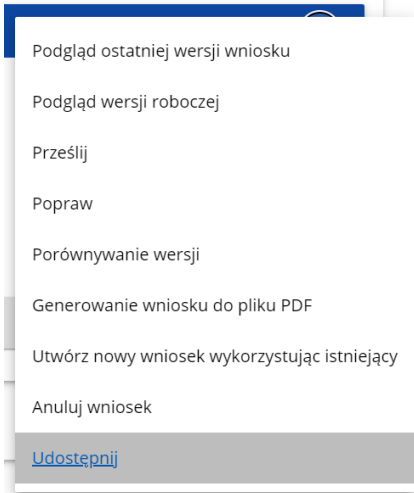 Podgląd ostatniej wersji wniosku
Podgląd wersji roboczej
Prześlij
Popraw
Porównywanie wersji
Generowanie wniosku do pliku PDF
Utwórz nowy wniosek wykorzystując istniejący
Anuluj wniosek
Udostępnij